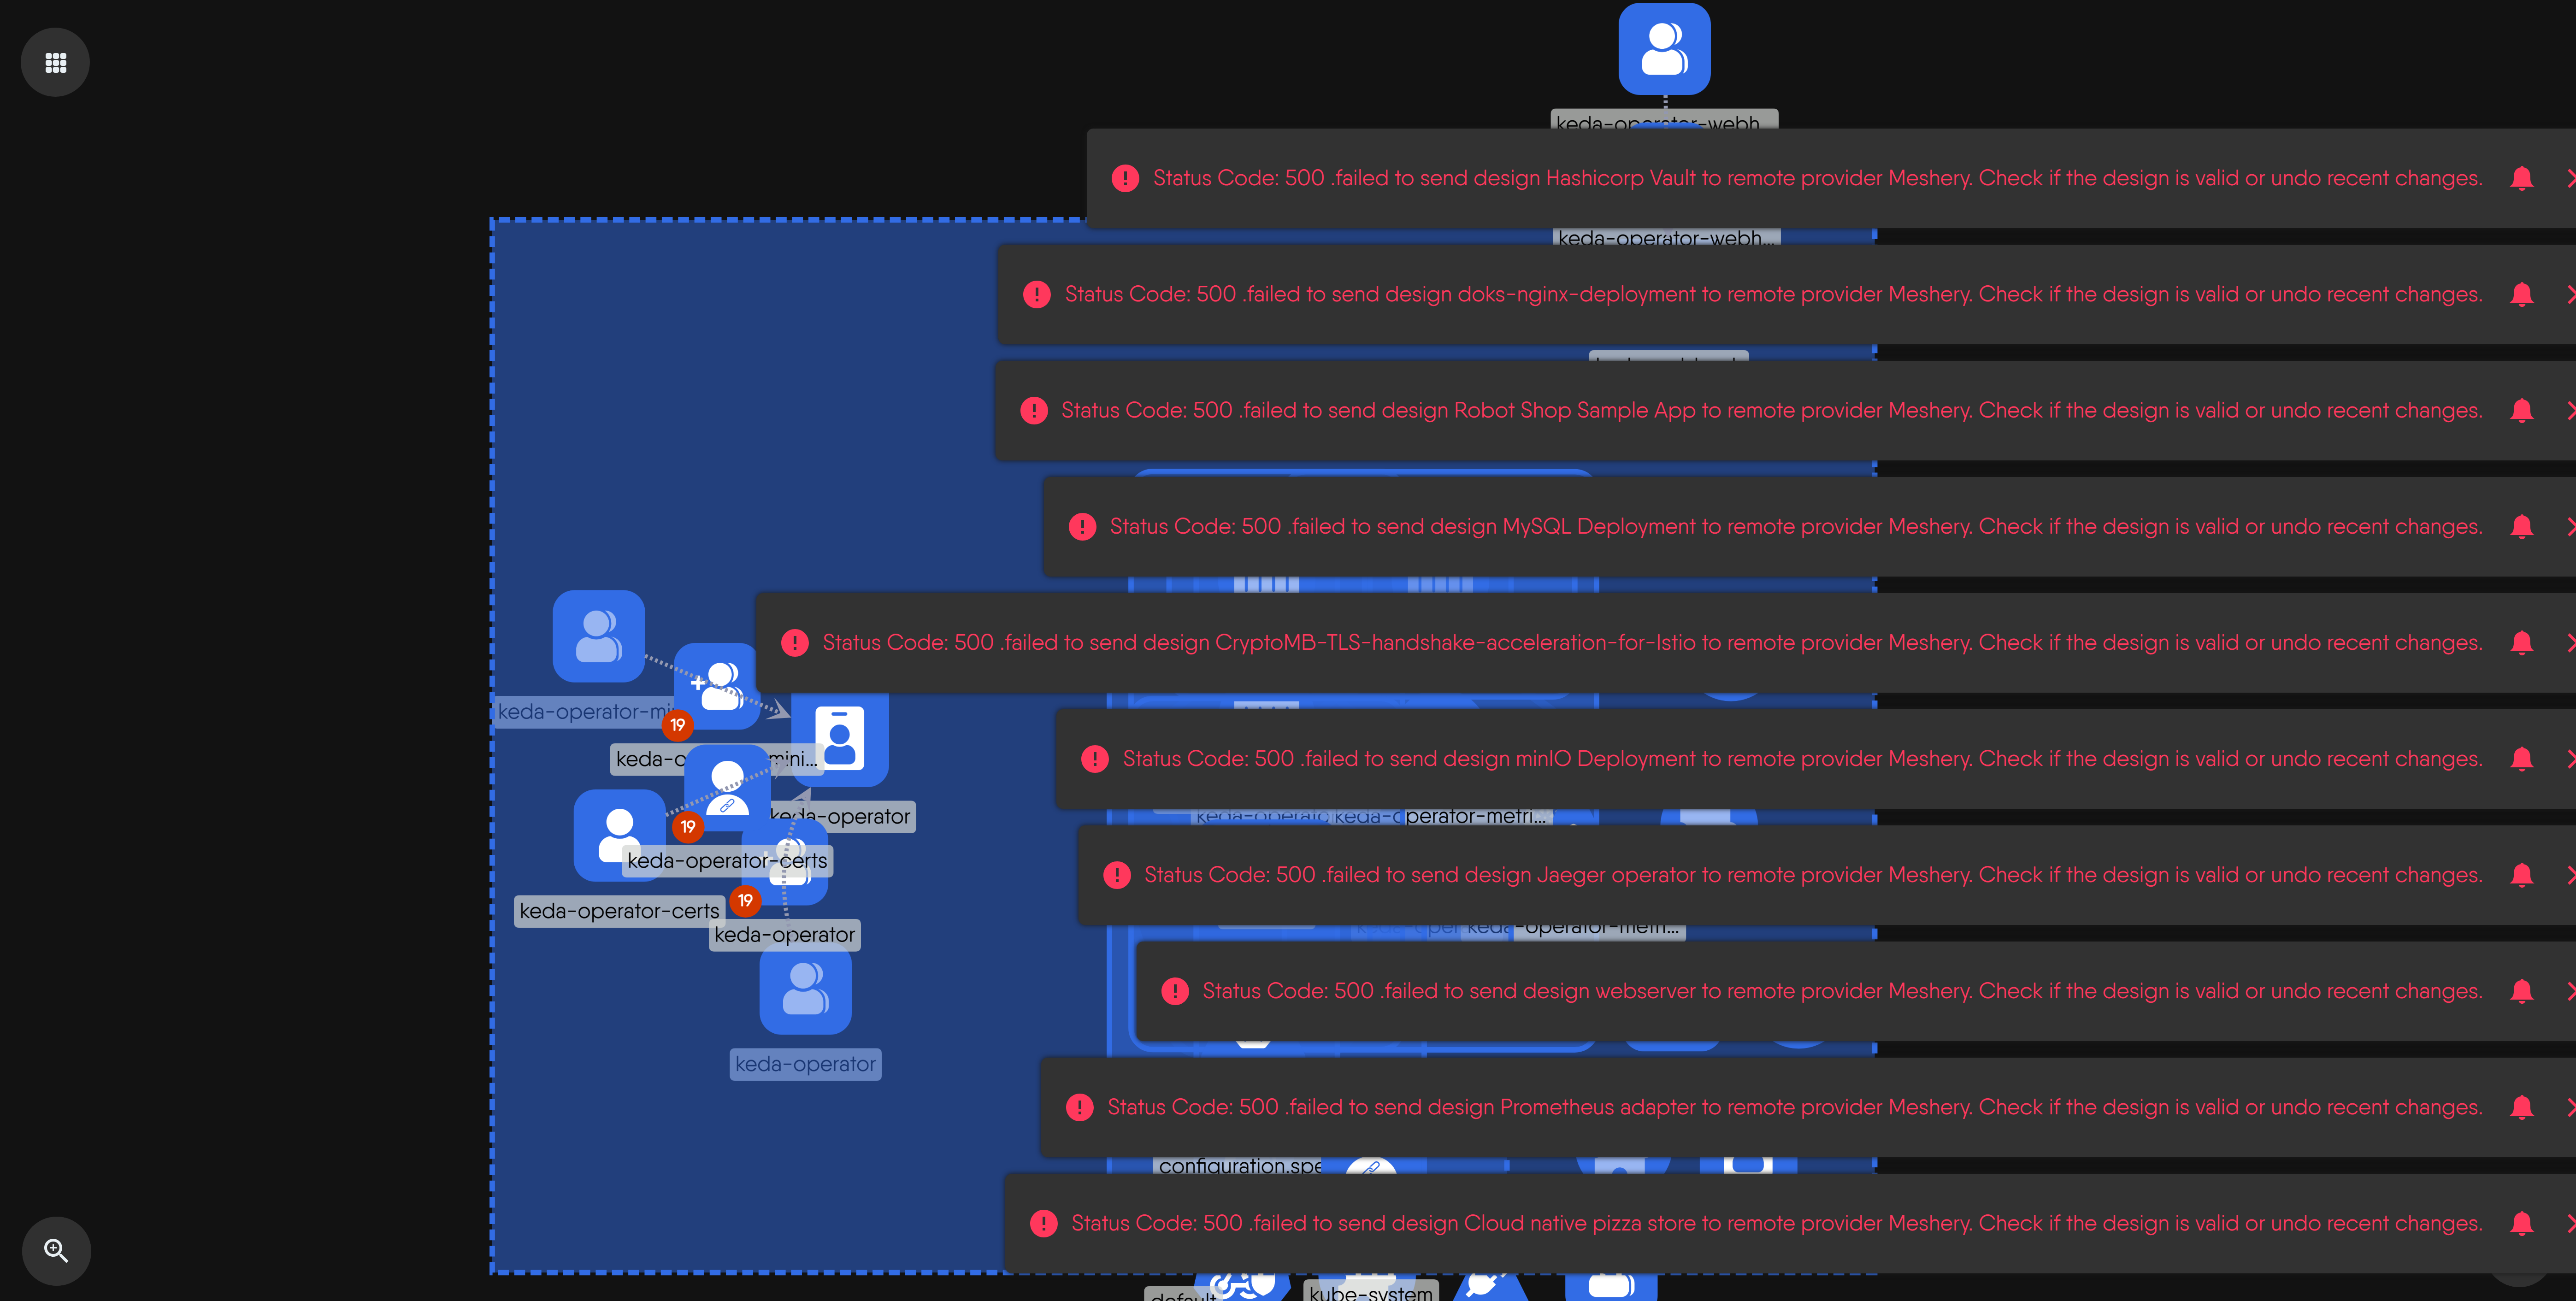 keda-operator-webh...
Status Code: 500 .failed to send design Hashicorp Vault to remote provider Meshery. Check if the design is valid or undo recent changes.
keda-operator-webh...
Status Code: 500 .failed to send design doks-nginx-deployment to remote provider Meshery. Check if the design is valid or undo recent changes.
Status Code: 500 .failed to send design Robot Shop Sample App to remote provider Meshery. Check if the design is valid or undo recent changes.
Status Code: 500 .failed to send design MySQL Deployment to remote provider Meshery. Check if the design is valid or undo recent changes.
Status Code: 500 .failed to send design CryptoMB-TLS-handshake-acceleration-for-Istio to remote provider Meshery. Check if the design is valid or undo recent changes.
keda-operator-mi
19
keda-o mini...
Status Code: 500 .failed to send design minIO Deployment to remote provider Meshery. Check if the design is valid or undo recent changes.
keda-operator
keda-operato keda-o perator-metri...
19
keda-operator-certs
Status Code: 500 .failed to send design Jaeger operator to remote provider Meshery. Check if the design is valid or undo recent changes.
19
keda-operator-certs
keda-operator
keda-oper keda-operator-metri...
Status Code: 500 .failed to send design webserver to remote provider Meshery. Check if the design is valid or undo recent changes.
keda-operator
Status Code: 500 .failed to send design Prometheus adapter to remote provider Meshery. Check if the design is valid or undo recent changes.
configuration.spe
Status Code: 500 .failed to send design Cloud native pizza store to remote provider Meshery. Check if the design is valid or undo recent changes.
default
kube-system